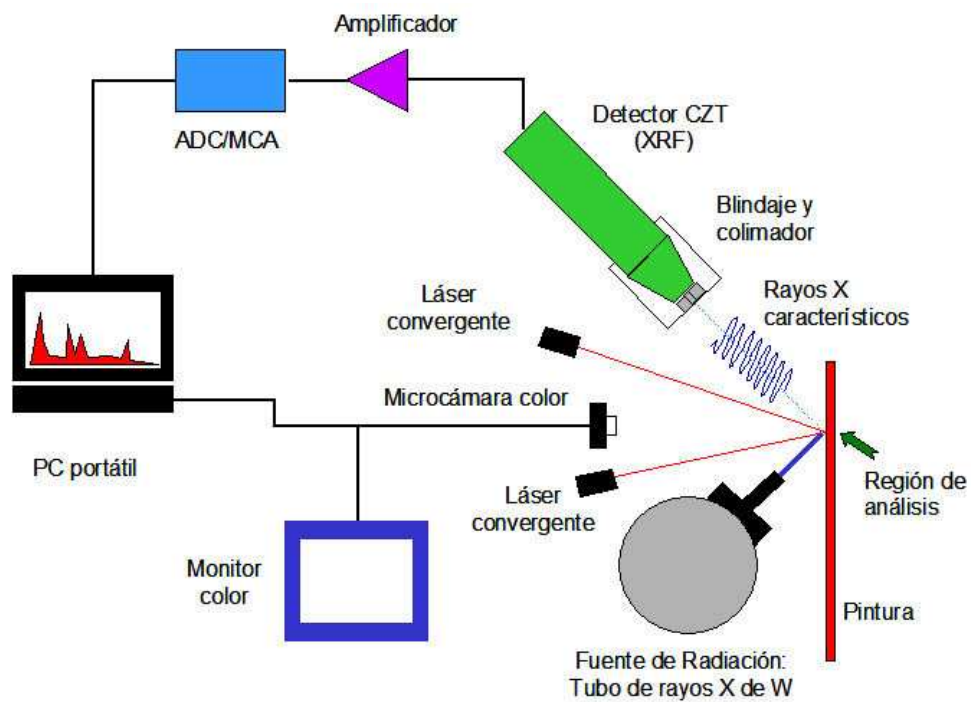 Amplificador
ADC/MCA
Detector CZT
(XRF)
Blindaje y
colimador
Láser
convergente
Rayos X
característicos
Microcámara color
PC portátil
Láser
convergente
Región de
análisis
Monitor
color
Pintura
Fuente de Radiación:
Tubo de rayos X de W